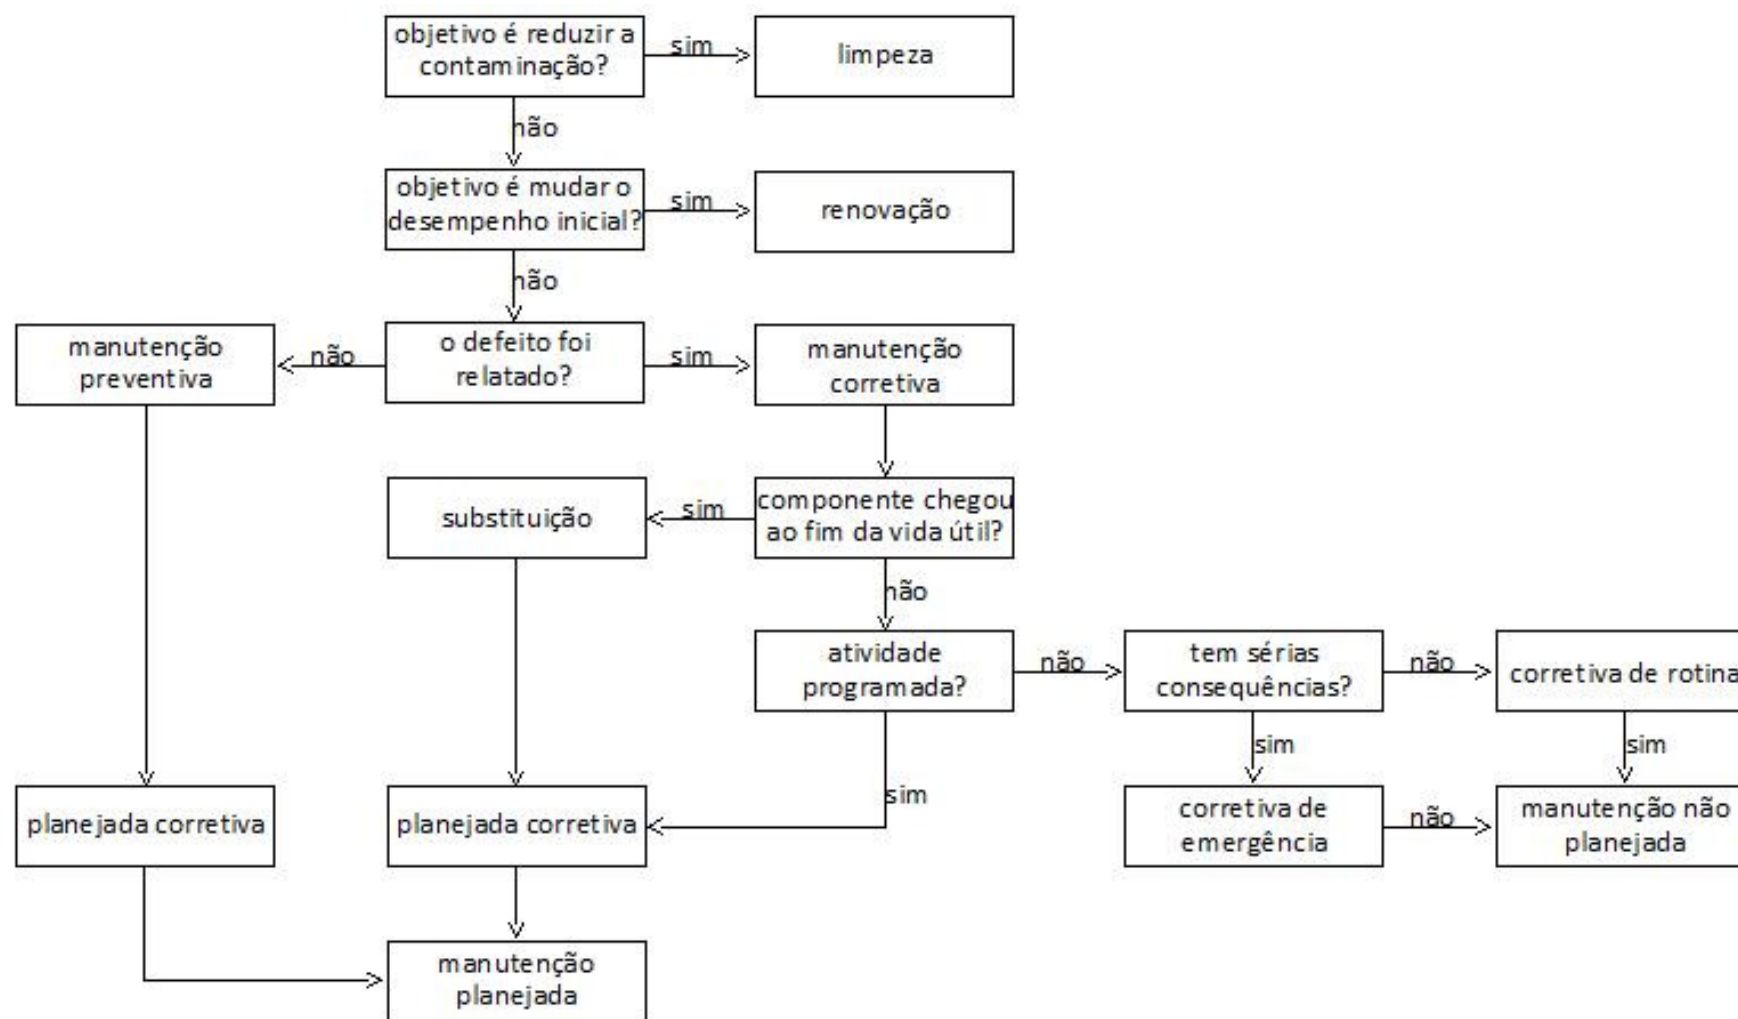 objetivo é reduzir a
contaminação?
sim
limpeza
não
objetivo é mudar o
desempenho inicial?
sim
renovação
não
manutenção
preventiva
não
o defeito foi
relatado?
sim
manutenção
corretiva
substituição
sim
componente chegou
ao fim da vida útil?
não
atividade
programada?
não
tem sérias
consequências?
não
corretiva de rotina
sim
sim
sim
planejada corretiva
planejada corretiva
corretiva de
emergência
não
manutenção não
planejada
manutenção
planejada